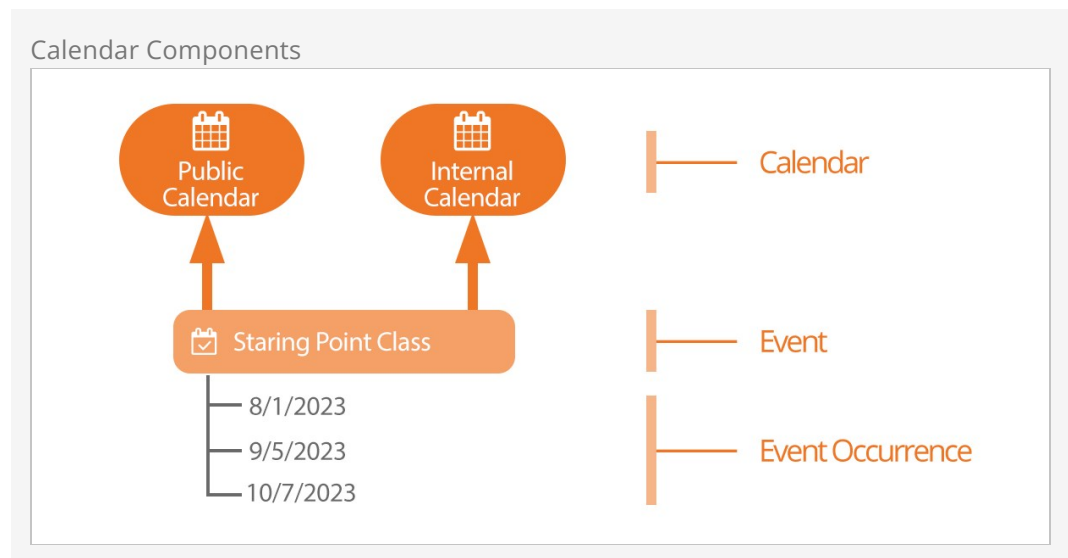 Calendar Components
Public
Calendar
Internal
Calendar
Calendar
Staring Point Class
Event
8/1/2023
9/5/2023
10/7/2023
Event Occurrence